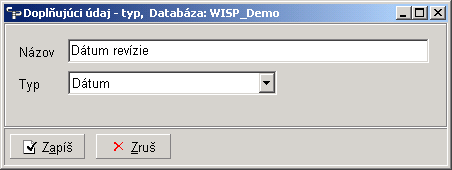 Doplňujúci údaj - typ, Databáza: WISP_Demo
Názov Dátum revízie
Typ Dátum
Zapíš Zruš